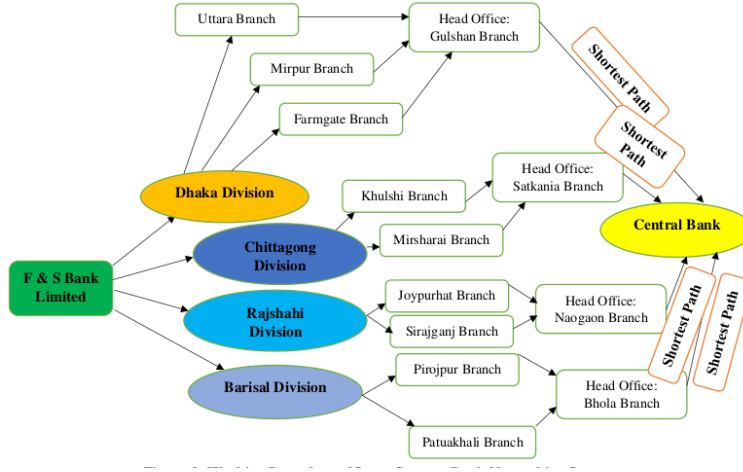 Uttara Branch
Head Office:
Gulshan Branch
Mirpur Branch
Farmgate Branch
Shortest Path
Shortest
Path
Dhaka Division
Khulshi Branch
Head Office:
Satkania Branch
Chittagong
Division
Mirsharai Branch
Central Bank
F & S Bank
Limited
Rajshahi
Division
Joypurhat Branch
Sirajganj Branch
Head Office:
Naogaon Branch
Shortest Path
Shortest Path
Barisal Division
Pirojpur Branch
Head Office:
Bhola Branch
Patuakhali Branch